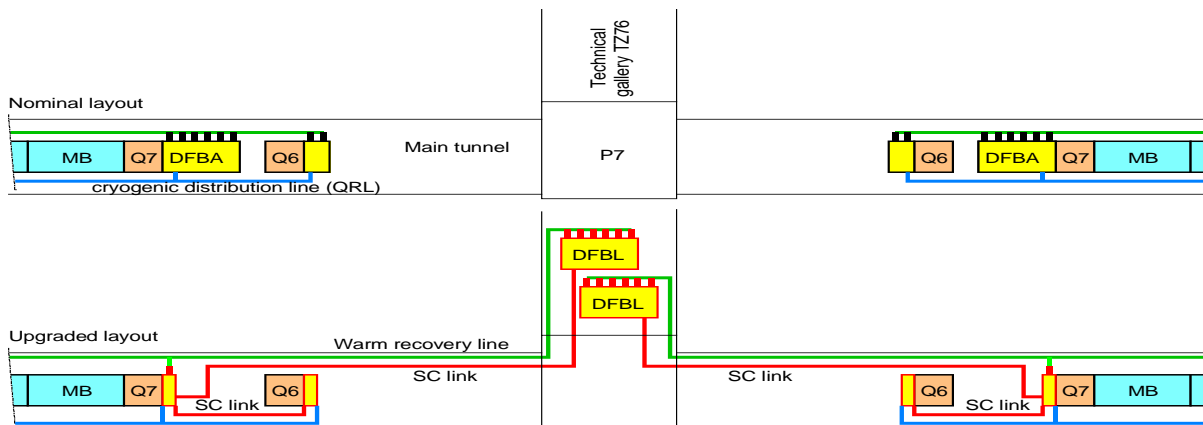 Technical
gallery TZ76
Nominal layout
MB Q7 DFBA Q6 Main tunnel P7 Q6 DFBA Q7 MB
cryogenic distribution line (QRL)
DFBL
DFBL
Upgraded layout
Warm recovery line
SC link SC link
MB Q7 Q6 Q6 Q7 MB
SC link SC link